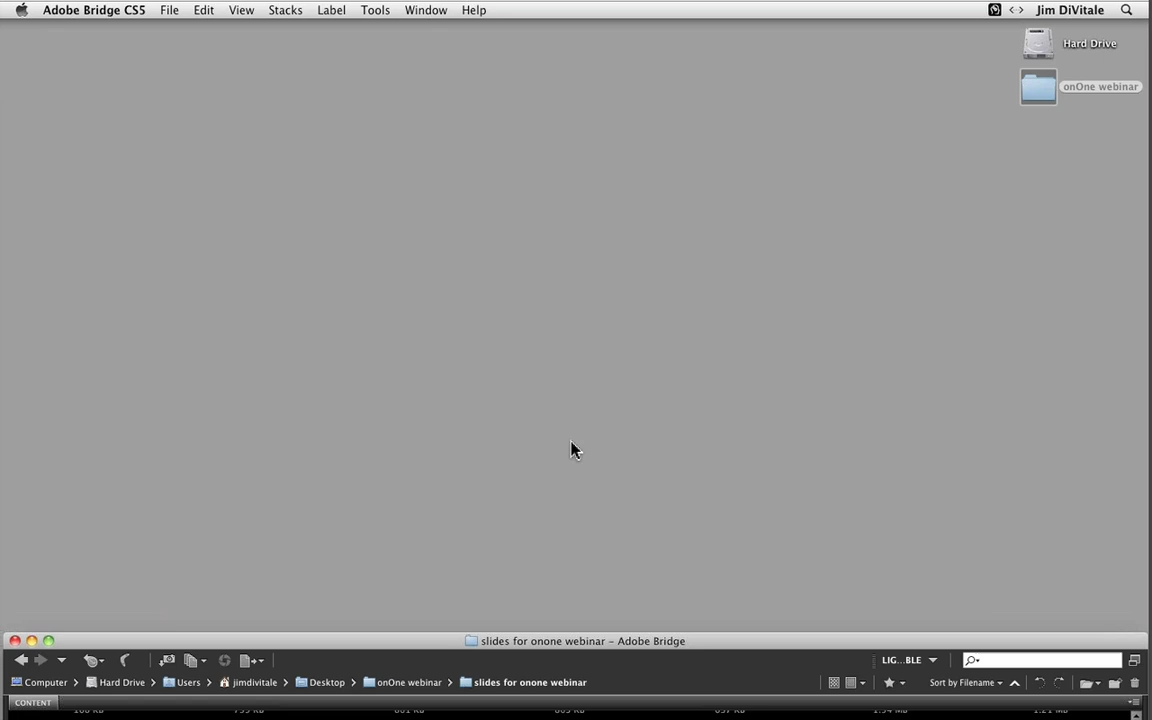 Adobe Bridge CS5 File Edit View Stacks Label Tools Window Help < > Jim DiVitale
Hard Drive
onOne webinar
slides for onone webinar – Adobe Bridge
LIG...BLE
Computer > Hard Drive > Users > jimdivitale > Desktop > onOne webinar > slides for onone webinar Sort by Filename
CONTENT